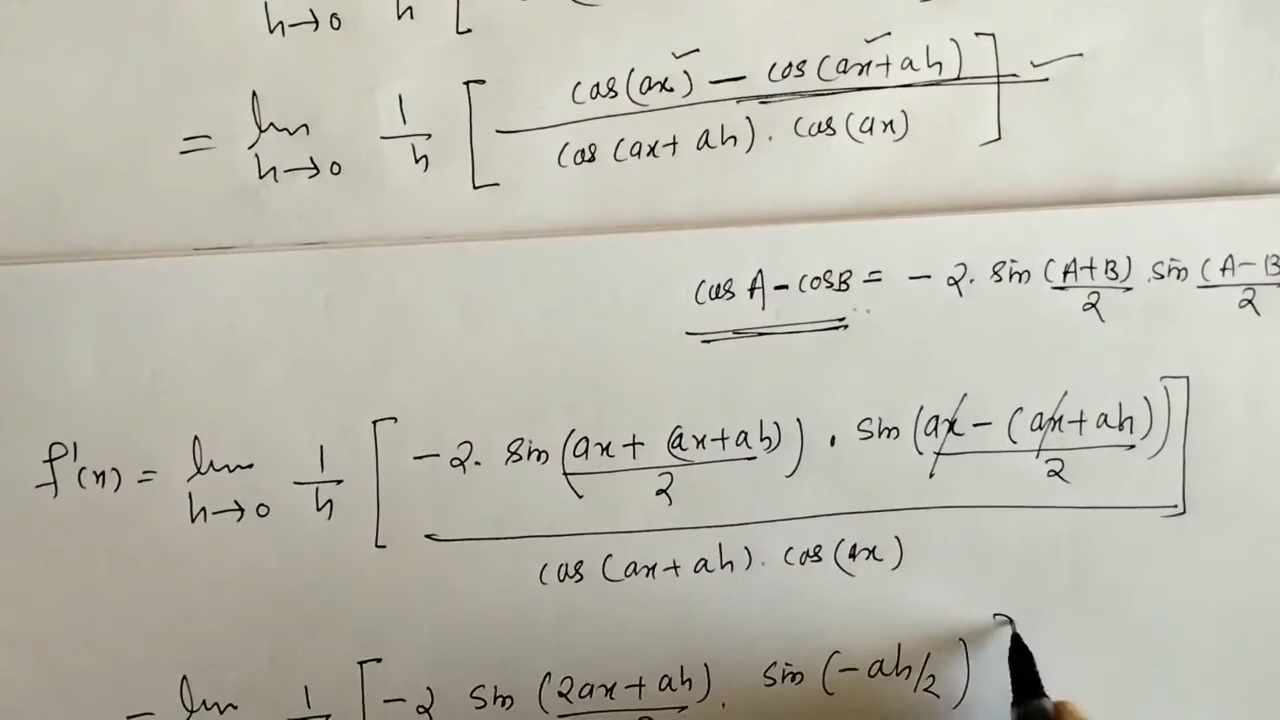 h→0 h [
= lim h→0 1/h [ cos(ax) - cos(ax+ah) / cos(ax+ah). cos(ax) ]
cos A - cos B = - 2. sin (A+B)/2 . sin (A-B/2
f'(x) = lim h→0 1/h [ -2. sin (ax + (ax+ah))/2 . sin (ax - (ax+ah))/2 / cos(ax+ah). cos(ax) ]
= lim 1 [ -2 sin (2ax+ah). sin (-ah/2)